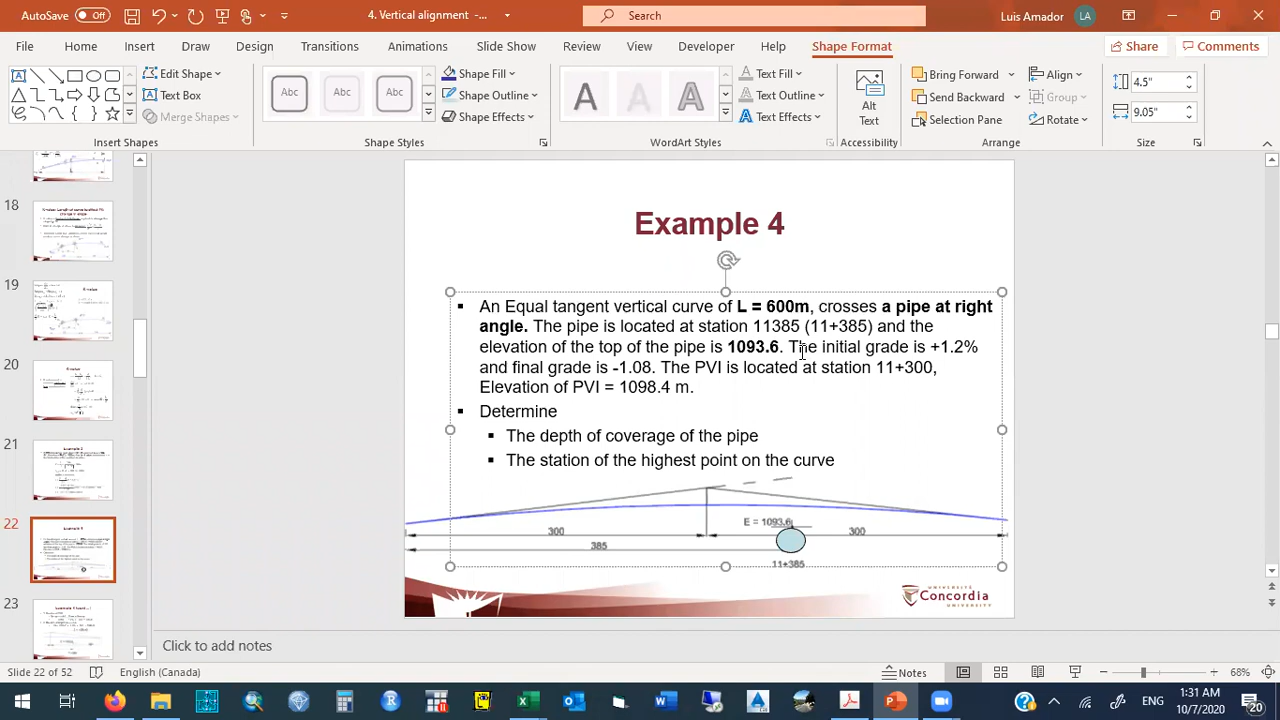 4. Vertical alignment -...
Search
Luis Amador
LA
File Home Insert Draw Design Transitions Animations Slide Show Review View Developer Help Shape Format Share Comments
Edit Shape
Text Box
Merge Shapes
Insert Shapes
Abc Abc Abc
Shape Fill
Shape Outline
Shape Effects
Shape Styles
A A A
Text Fill
Text Outline
Text Effects
WordArt Styles
Alt
Text
Accessibility
Bring Forward
Send Backward
Selection Pane
Align
Group
Rotate
Arrange
4.5"
9.05"
Size
18
19
20
21
22
23
Example 4
▪ An Equal tangent vertical curve of L = 600m, crosses a pipe at right
angle. The pipe is located at station 11385 (11+385) and the
elevation of the top of the pipe is 1093.6. The initial grade is +1.2%
and final grade is -1.08. The PVI is located at station 11+300,
Elevation of PVI = 1098.4 m.
▪ Determine
▪ The depth of coverage of the pipe
▪ The station of the highest point on the curve
E = 1093.6
300
300
385
11+385
UNIVERSITÉ
Concordia
UNIVERSITY
Click to add notes
Slide 22 of 52
English (Canada)
Notes
68%
ENG
1:31 AM
10/7/2020
20